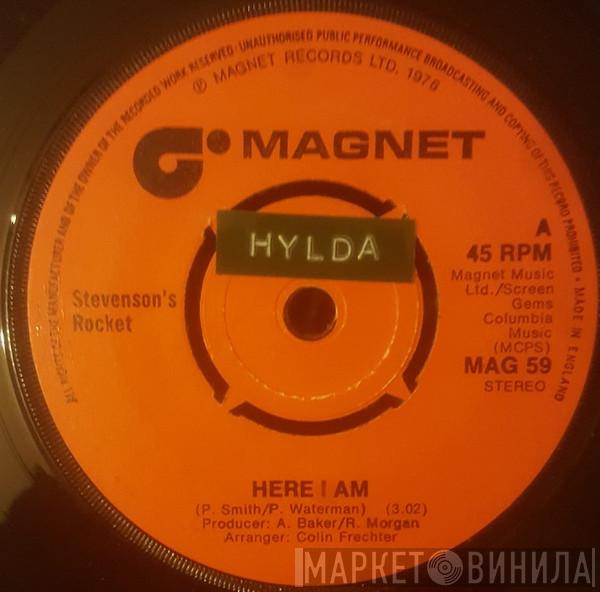 ALL RIGHTS OF THE MANUFACTURER AND OF THE OWNER OF THE RECORDED WORK RESERVED · UNAUTHORISED PUBLIC PERFORMANCE BROADCASTING AND COPYING OF THIS RECORD PROHIBITED · MADE IN ENGLAND
℗ MAGNET RECORDS LTD, 1976
MAGNET
HYLDA
A
45 RPM
Magnet Music
Ltd./Screen
Gems
Columbia
Music
(MCPS)
MAG 59
STEREO
Stevenson's
Rocket
HERE I AM
(P. Smith/P. Waterman) (3.02)
Producer: A. Baker/R. Morgan
Arranger: Colin Frechter
МАРКЕТ ВИНИЛА